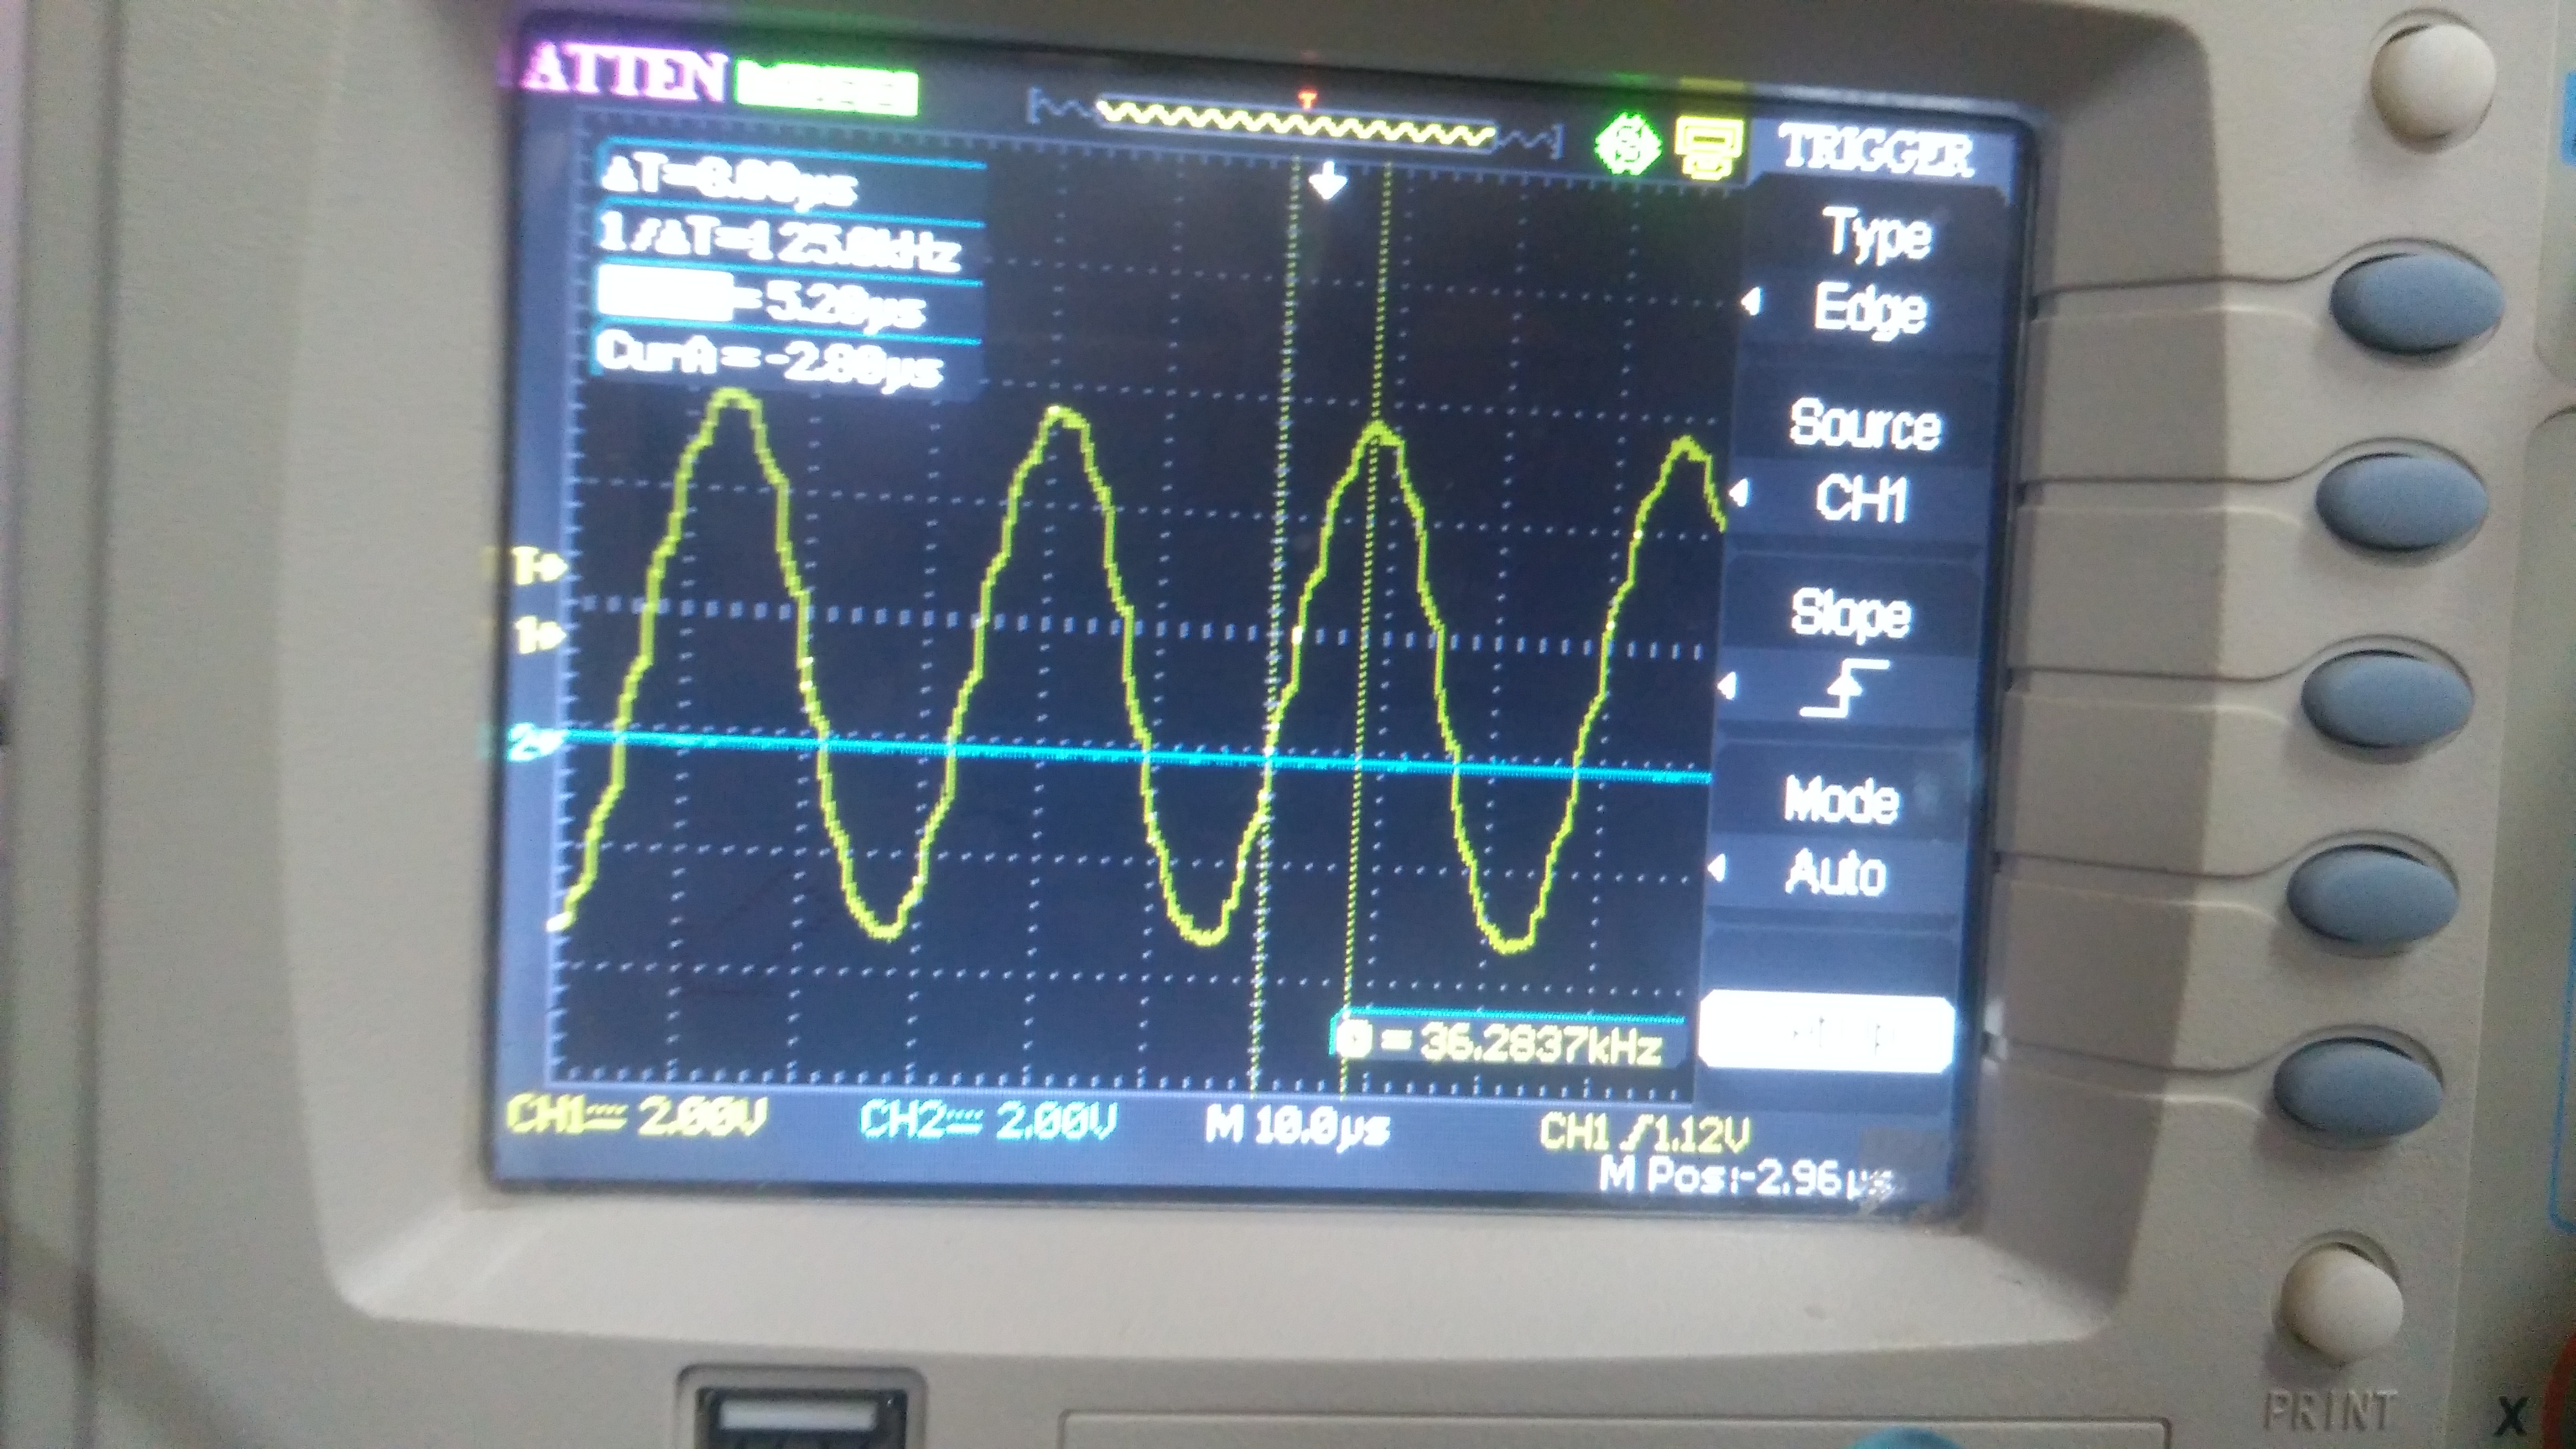 ATTEN
TRIGGER
ΔT=8.00µs
1/ΔT=125.0kHz
=5.20µs
CurA=-2.80µs
Type
Edge
Source
CH1
Slope
Mode
Auto
T
1
2
= 36.2837kHz
CH1 2.00V CH2 2.00V M 10.0µs CH1 1.12V
M Pos:-2.96µs
PRINT
X